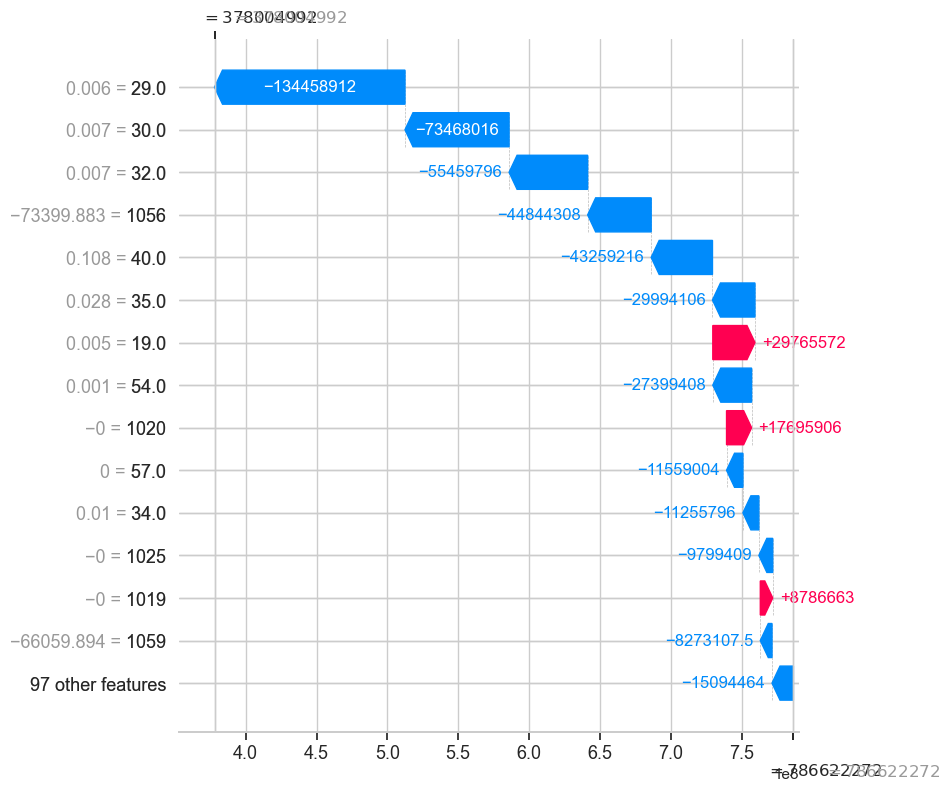 = 378004992
0.006 = 29.0 −134458912
0.007 = 30.0 −73468016
0.007 = 32.0 −55459796
−73399.883 = 1056 −44844308
0.108 = 40.0 −43259216
0.028 = 35.0 −29994106
0.005 = 19.0 +29765572
0.001 = 54.0 −27399408
−0 = 1020 +17695906
0 = 57.0 −11559004
0.01 = 34.0 −11255796
−0 = 1025 −9799409
−0 = 1019 +8786663
−66059.894 = 1059 −8273107.5
97 other features −15094464
4.0 4.5 5.0 5.5 6.0 6.5 7.0 7.5
= 786622272 = 786622272
1e8